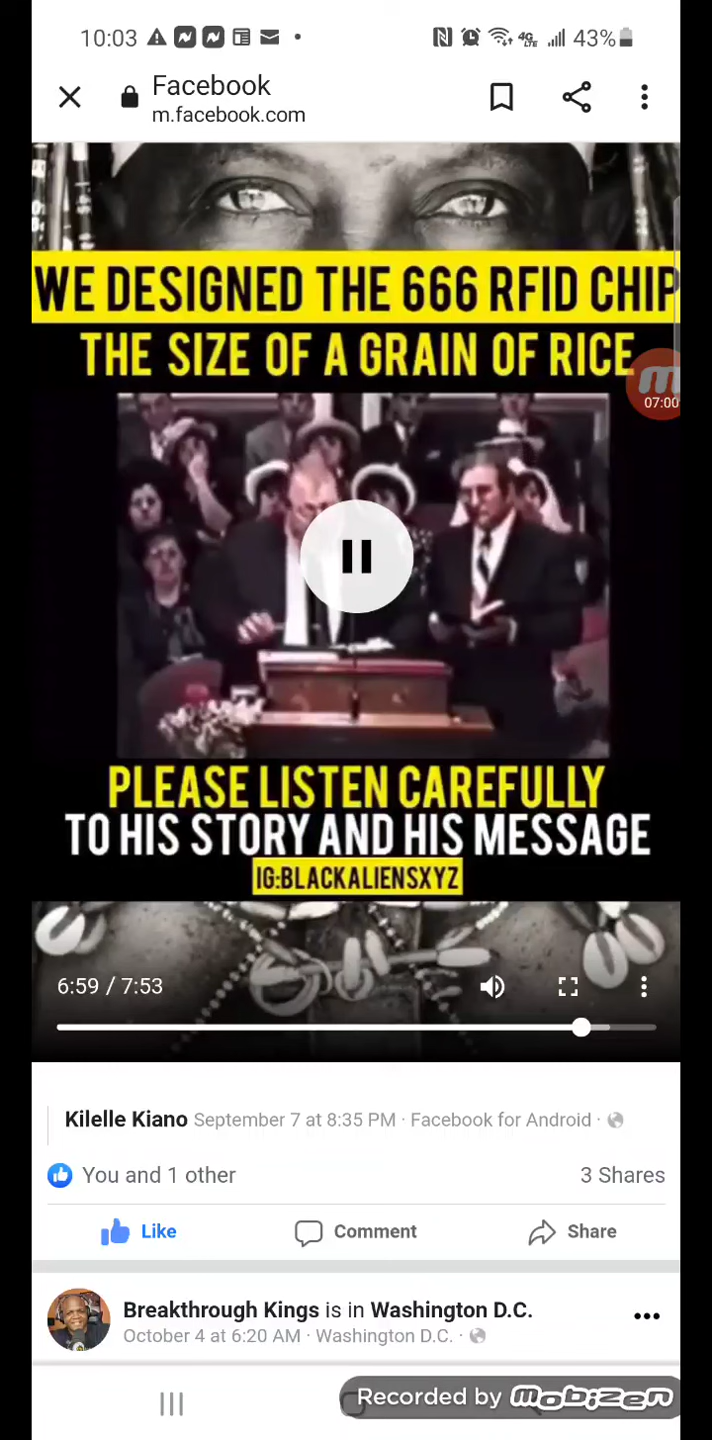 10:03
43%
Facebook
m.facebook.com
WE DESIGNED THE 666 RFID CHIP
THE SIZE OF A GRAIN OF RICE
07:00
PLEASE LISTEN CAREFULLY
TO HIS STORY AND HIS MESSAGE
IG:BLACKALIENSXYZ
6:59 / 7:53
Kilelle Kiano September 7 at 8:35 PM · Facebook for Android ·
You and 1 other 3 Shares
Like Comment Share
Breakthrough Kings is in Washington D.C.
October 4 at 6:20 AM · Washington D.C. ·
Recorded by mobizen